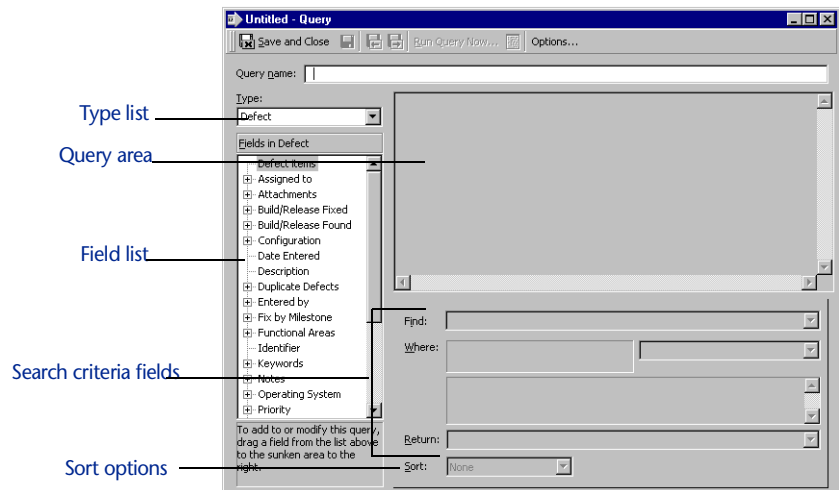 Untitled - Query
Save and Close Run Query Now... Options...
Query name:
Type:
Defect
Fields in Defect
Defect items
Assigned to
Attachments
Build/Release Fixed
Build/Release Found
Configuration
Date Entered
Description
Duplicate Defects
Entered by
Fix by Milestone
Functional Areas
Identifier
Keywords
Notes
Operating System
Priority
To add to or modify this query,
drag a field from the list above
to the sunken area to the
right.
Find:
Where:
Return:
Sort: None
Type list
Query area
Field list
Search criteria fields
Sort options